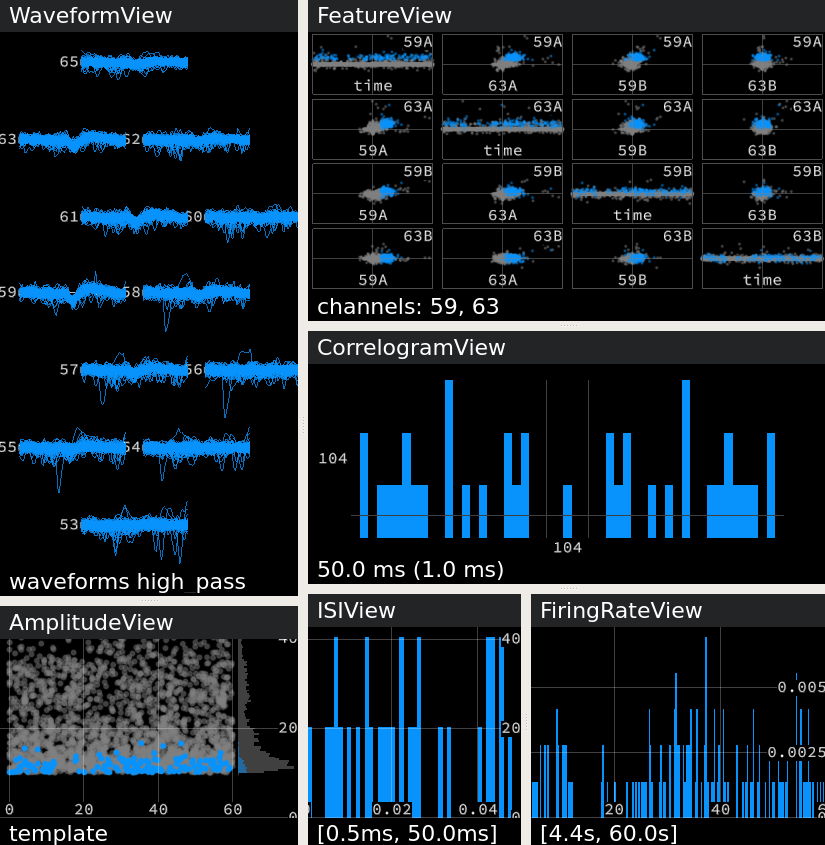 WaveformView
65
63 62
61 60
59 58
57 56
55 54
53
waveforms high_pass
FeatureView
59A 59A 59A 59A
time 63A 59B 63B
63A 63A 63A 63A
59A time 59B 63B
59B 59B 59B 59B
59A 63A time 63B
63B 63B 63B 63B
59A 63A 59B time
channels: 59, 63
CorrelogramView
104
104
50.0 ms (1.0 ms)
AmplitudeView
40
20
0
0 20 40 60
template
ISIView
40
20
0.02 0.04
0
[0.5ms, 50.0ms]
FiringRateView
0.005
0.0025
20 40
[4.4s, 60.0s]